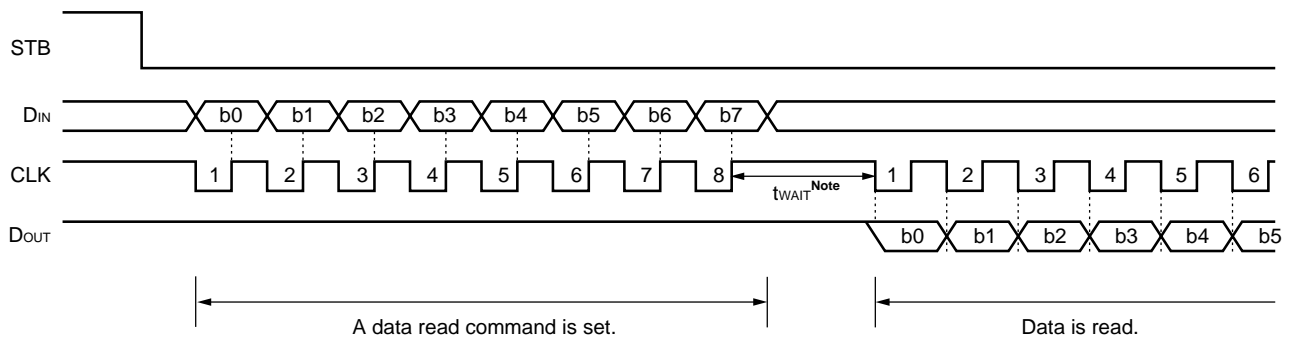 STB
DIN b0 b1 b2 b3 b4 b5 b6 b7
CLK 1 2 3 4 5 6 7 8 1 2 3 4 5 6
tWAITNote
DOUT b0 b1 b2 b3 b4 b5
A data read command is set. Data is read.